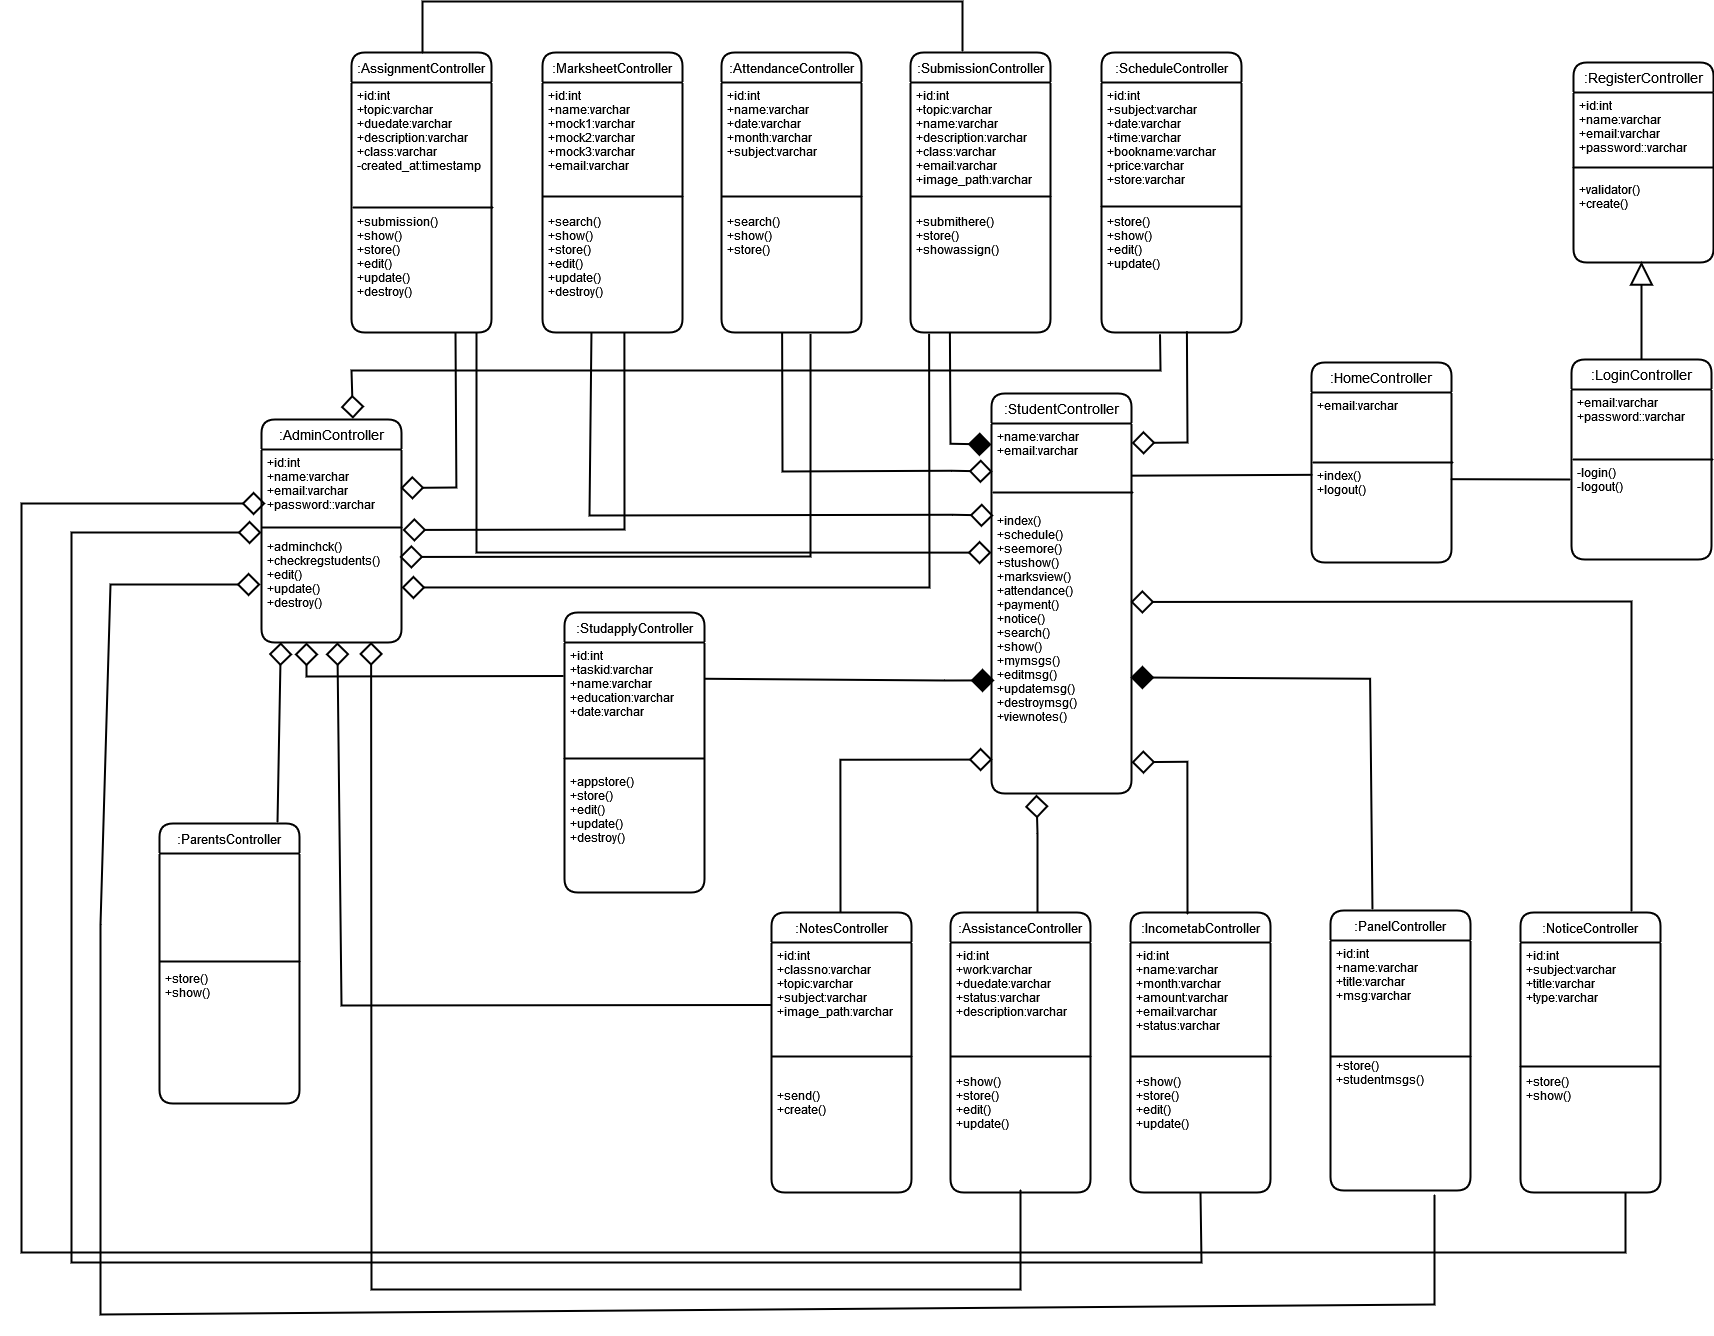 :AssignmentController
+id:int
+topic:varchar
+duedate:varchar
+description:varchar
+class:varchar
-created_at:timestamp
+submission()
+show()
+store()
+edit()
+update()
+destroy()
:MarksheetController
+id:int
+name:varchar
+mock1:varchar
+mock2:varchar
+mock3:varchar
+email:varchar
+search()
+show()
+store()
+edit()
+update()
+destroy()
:AttendanceController
+id:int
+name:varchar
+date:varchar
+month:varchar
+subject:varchar
+search()
+show()
+store()
:SubmissionController
+id:int
+topic:varchar
+name:varchar
+description:varchar
+class:varchar
+email:varchar
+image_path:varchar
+submithere()
+store()
+showassign()
:ScheduleController
+id:int
+subject:varchar
+date:varchar
+time:varchar
+bookname:varchar
+price:varchar
+store:varchar
+store()
+show()
+edit()
+update()
:RegisterController
+id:int
+name:varchar
+email:varchar
+password::varchar
+validator()
+create()
:AdminController
+id:int
+name:varchar
+email:varchar
+password::varchar
+adminchck()
+checkregstudents()
+edit()
+update()
+destroy()
:StudentController
+name:varchar
+email:varchar
+index()
+schedule()
+seemore()
+stushow()
+marksview()
+attendance()
+payment()
+notice()
+search()
+show()
+mymsgs()
+editmsg()
+updatemsg()
+destroymsg()
+viewnotes()
:HomeController
+email:varchar
+index()
+logout()
:LoginController
+email:varchar
+password::varchar
-login()
-logout()
:StudapplyController
+id:int
+taskid:varchar
+name:varchar
+education:varchar
+date:varchar
+appstore()
+store()
+edit()
+update()
+destroy()
:ParentsController
+store()
+show()
:NotesController
+id:int
+classno:varchar
+topic:varchar
+subject:varchar
+image_path:varchar
+send()
+create()
:AssistanceController
+id:int
+work:varchar
+duedate:varchar
+status:varchar
+description:varchar
+show()
+store()
+edit()
+update()
:IncometabController
+id:int
+name:varchar
+month:varchar
+amount:varchar
+email:varchar
+status:varchar
+show()
+store()
+edit()
+update()
:PanelController
+id:int
+name:varchar
+title:varchar
+msg:varchar
+store()
+studentmsgs()
:NoticeController
+id:int
+subject:varchar
+title:varchar
+type:varchar
+store()
+show()